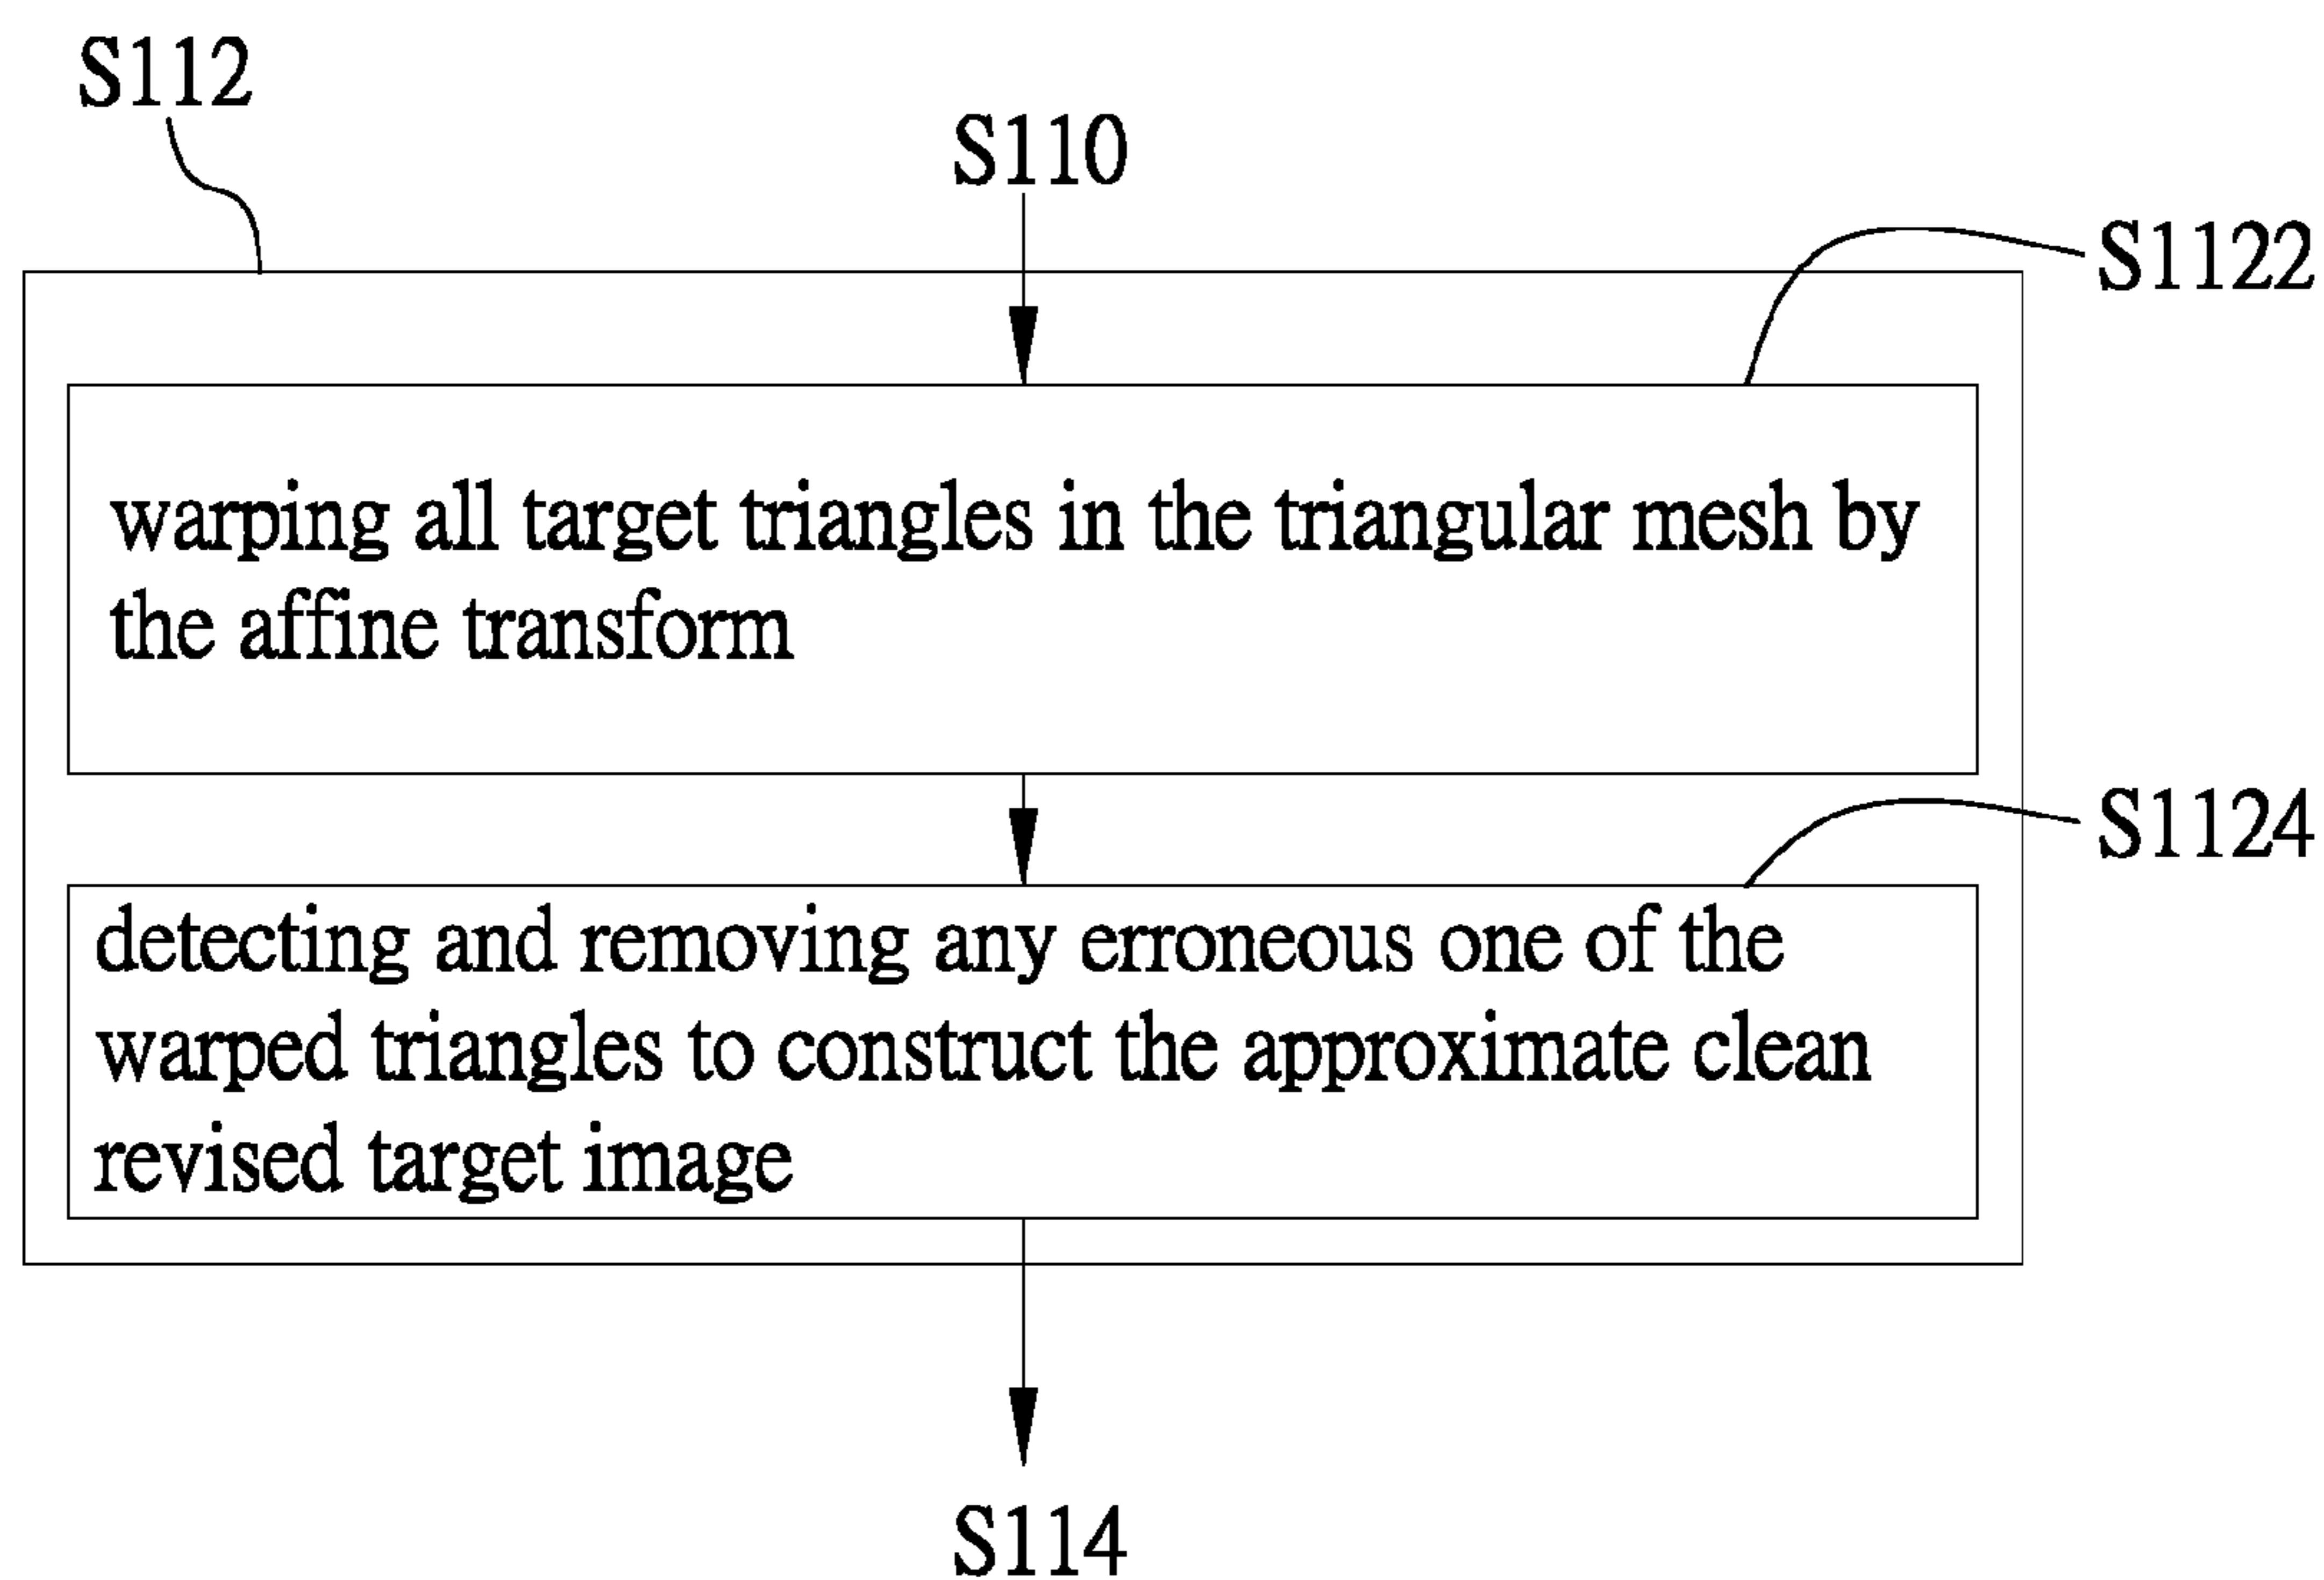 S112
S110
S1122
warping all target triangles in the triangular mesh by
the affine transform
S1124
detecting and removing any erroneous one of the
warped triangles to construct the approximate clean
revised target image
S114